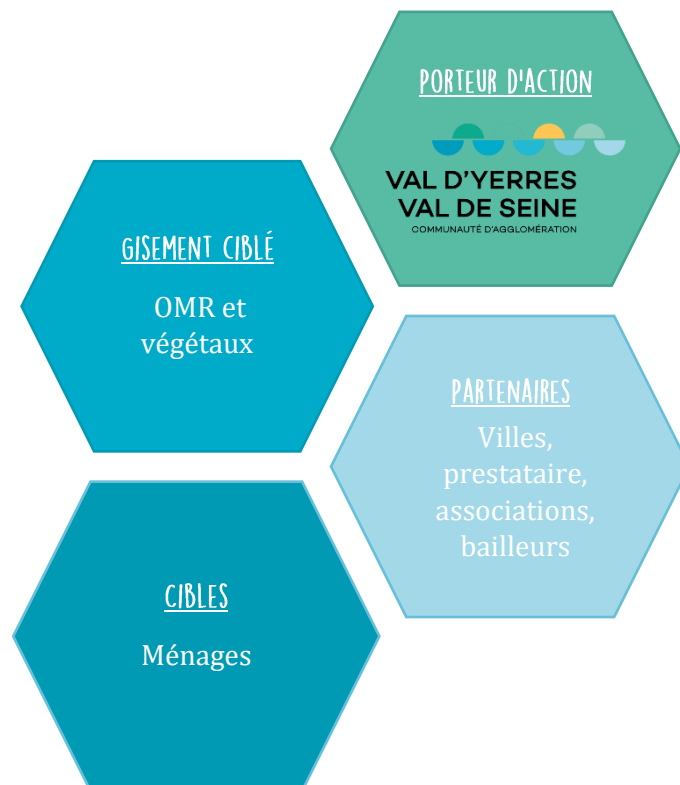 PORTEUR D'ACTION
VAL D'YERRES
VAL DE SEINE
COMMUNAUTÉ D'AGGLOMÉRATION
GISEMENT CIBLÉ
OMR et
végétaux
PARTENAIRES
Villes,
prestataire,
associations,
bailleurs
CIBLES
Ménages